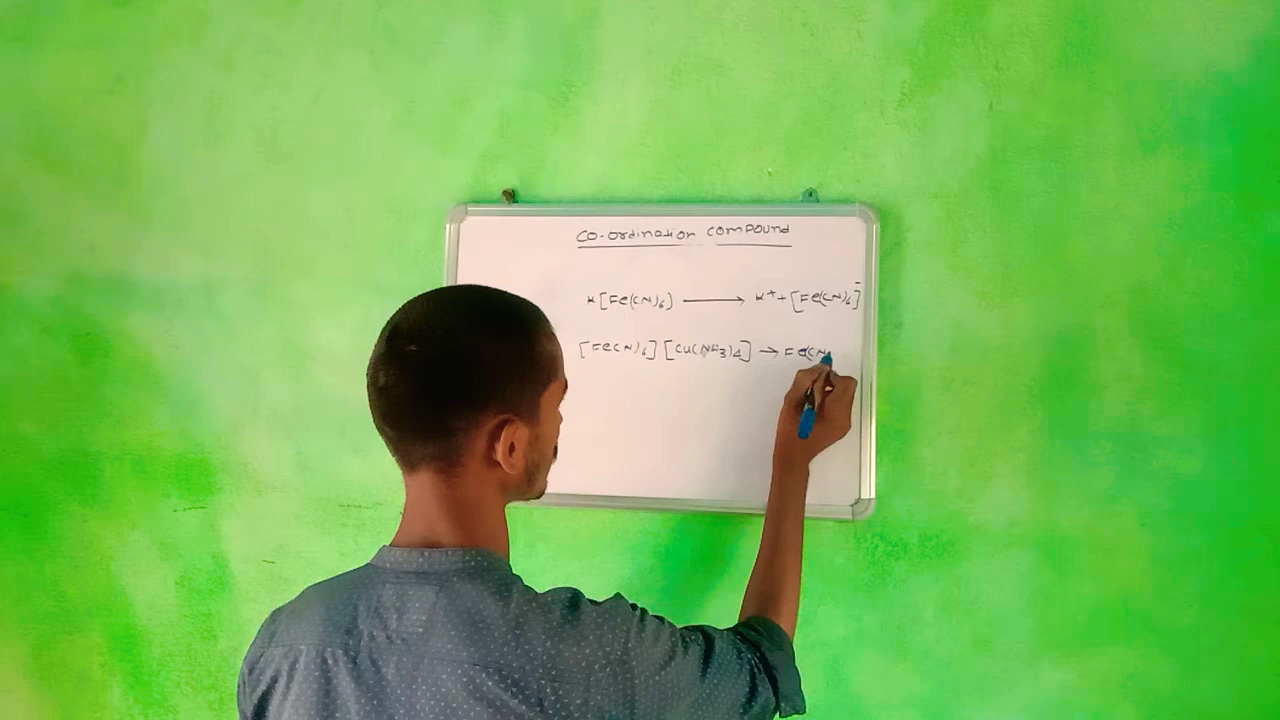 CO-ordination compound
K[Fe(CN)6] ⟶ K+ + [Fe(CN)6]-
[Fe(CN)6][Cu(NH3)4] → Fe(CN